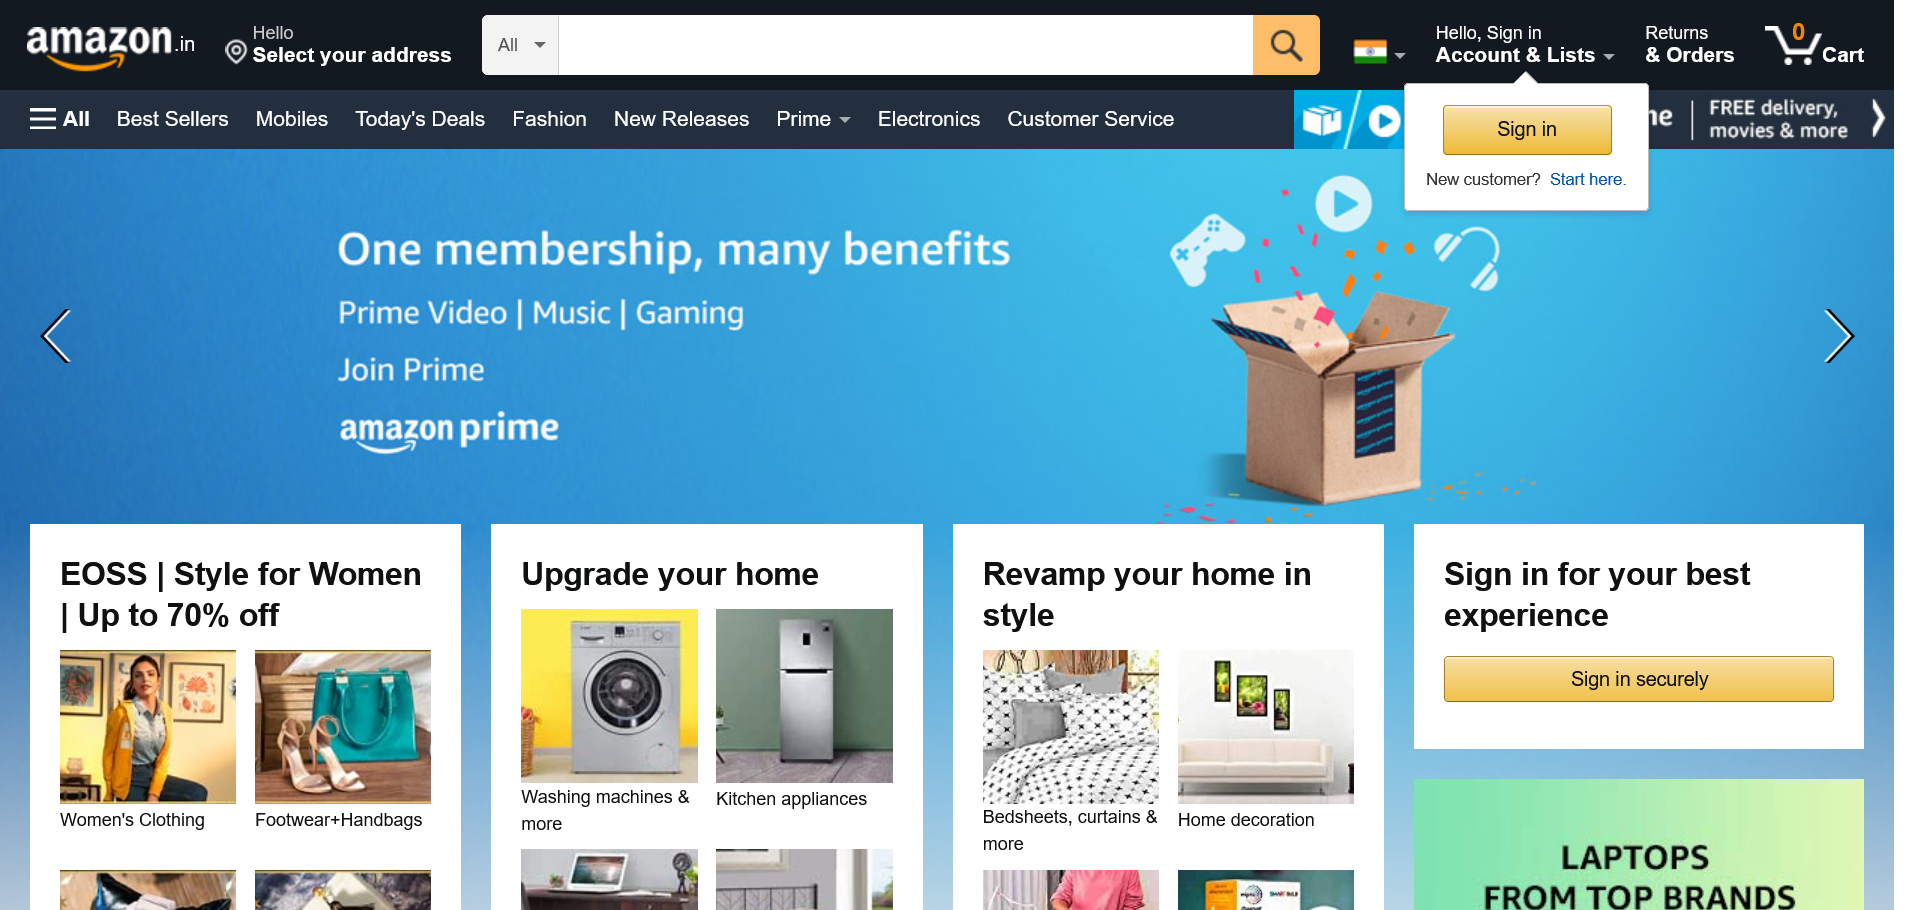 amazon.in
Hello
Select your address
All
Hello, Sign in
Account & Lists
Returns
& Orders
0
Cart
All
Best Sellers
Mobiles
Today's Deals
Fashion
New Releases
Prime
Electronics
Customer Service
FREE delivery,
movies & more
Sign in
New customer? Start here.
One membership, many benefits
Prime Video | Music | Gaming
Join Prime
amazon prime
EOSS | Style for Women
| Up to 70% off
Women's Clothing
Footwear+Handbags
Upgrade your home
Washing machines &
more
Kitchen appliances
Revamp your home in
style
Bedsheets, curtains &
more
Home decoration
Sign in for your best
experience
Sign in securely
LAPTOPS
FROM TOP BRANDS